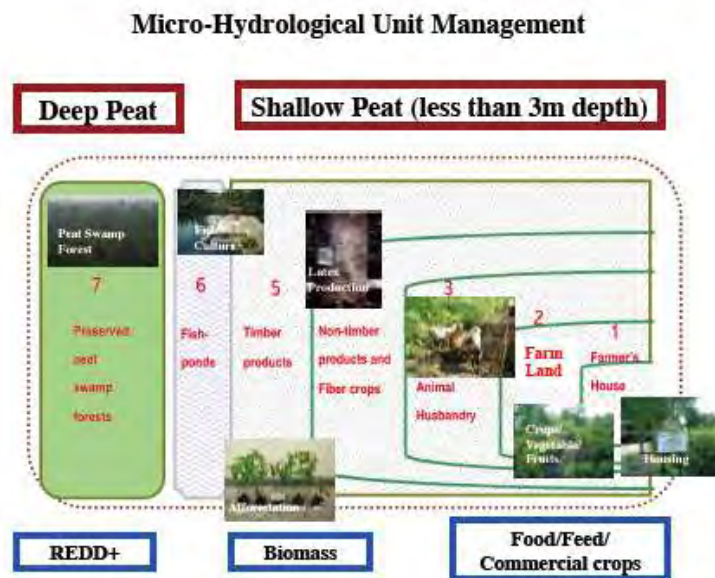 Micro-Hydrological Unit Management
Deep Peat
Shallow Peat (less than 3m depth)
Peat Swamp
Forest
7
Preserved
peat
swamp
forests
Culture
6
Fish-
ponds
5
Timber
products
Latex
Production
Non-timber
products and
Fiber crops
3
Animal
Husbandry
2
Farm
Land
1
Farmer's
House
Crops/
Vegetable/
Fruits/
Housing
Afforestation
REDD+
Biomass
Food/Feed/
Commercial crops